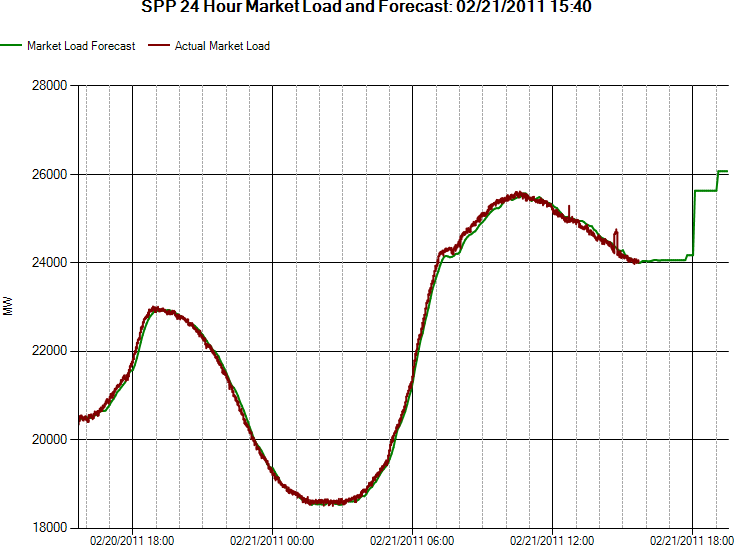 SPP 24 Hour Market Load and Forecast: 02/21/2011 15:40
Market Load Forecast Actual Market Load
28000
26000
24000
MW
22000
20000
18000
02/20/2011 18:00 02/21/2011 00:00 02/21/2011 06:00 02/21/2011 12:00 02/21/2011 18:00